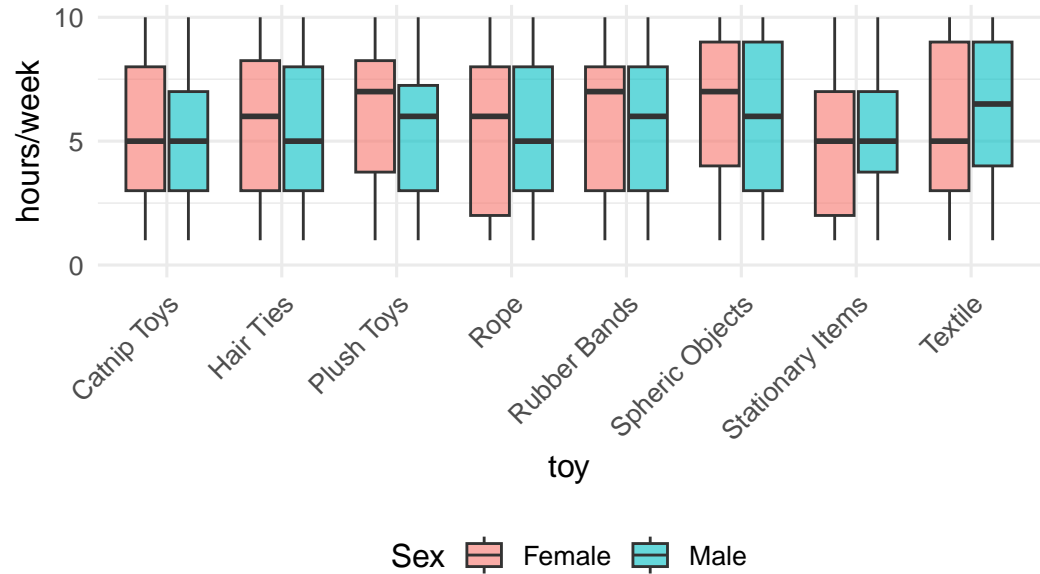 10
5
0
hours/week
Catnip Toys
Hair Ties
Plush Toys
Rope
Rubber Bands
Spheric Objects
Stationary Items
Textile
toy
Sex Female Male